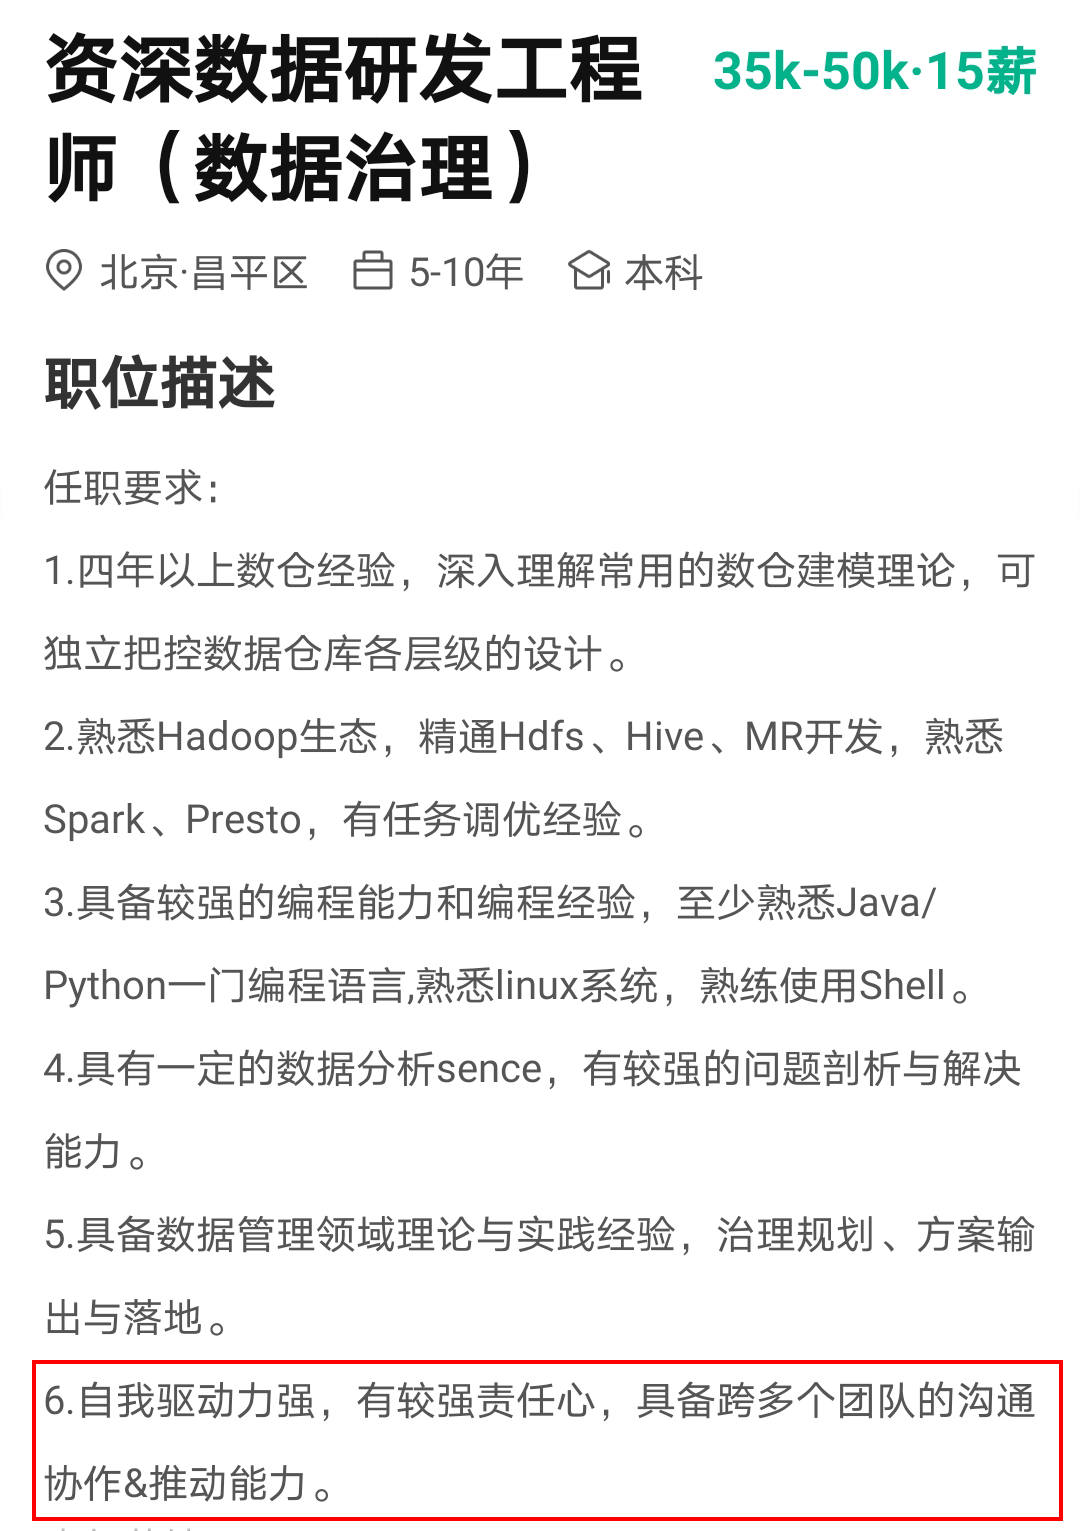 资深数据研发工程
35k-50k·15薪
师（数据治理）
北京·昌平区 5-10年 本科
职位描述
任职要求：
1.四年以上数仓经验，深入理解常用的数仓建模理论，可
独立把控数据仓库各层级的设计。
2.熟悉Hadoop生态，精通Hdfs、Hive、MR开发，熟悉
Spark、Presto，有任务调优经验。
3.具备较强的编程能力和编程经验，至少熟悉Java/
Python一门编程语言,熟悉linux系统，熟练使用Shell。
4.具有一定的数据分析sence，有较强的问题剖析与解决
能力。
5.具备数据管理领域理论与实践经验，治理规划、方案输
出与落地。
6.自我驱动力强，有较强责任心，具备跨多个团队的沟通
协作&推动能力。